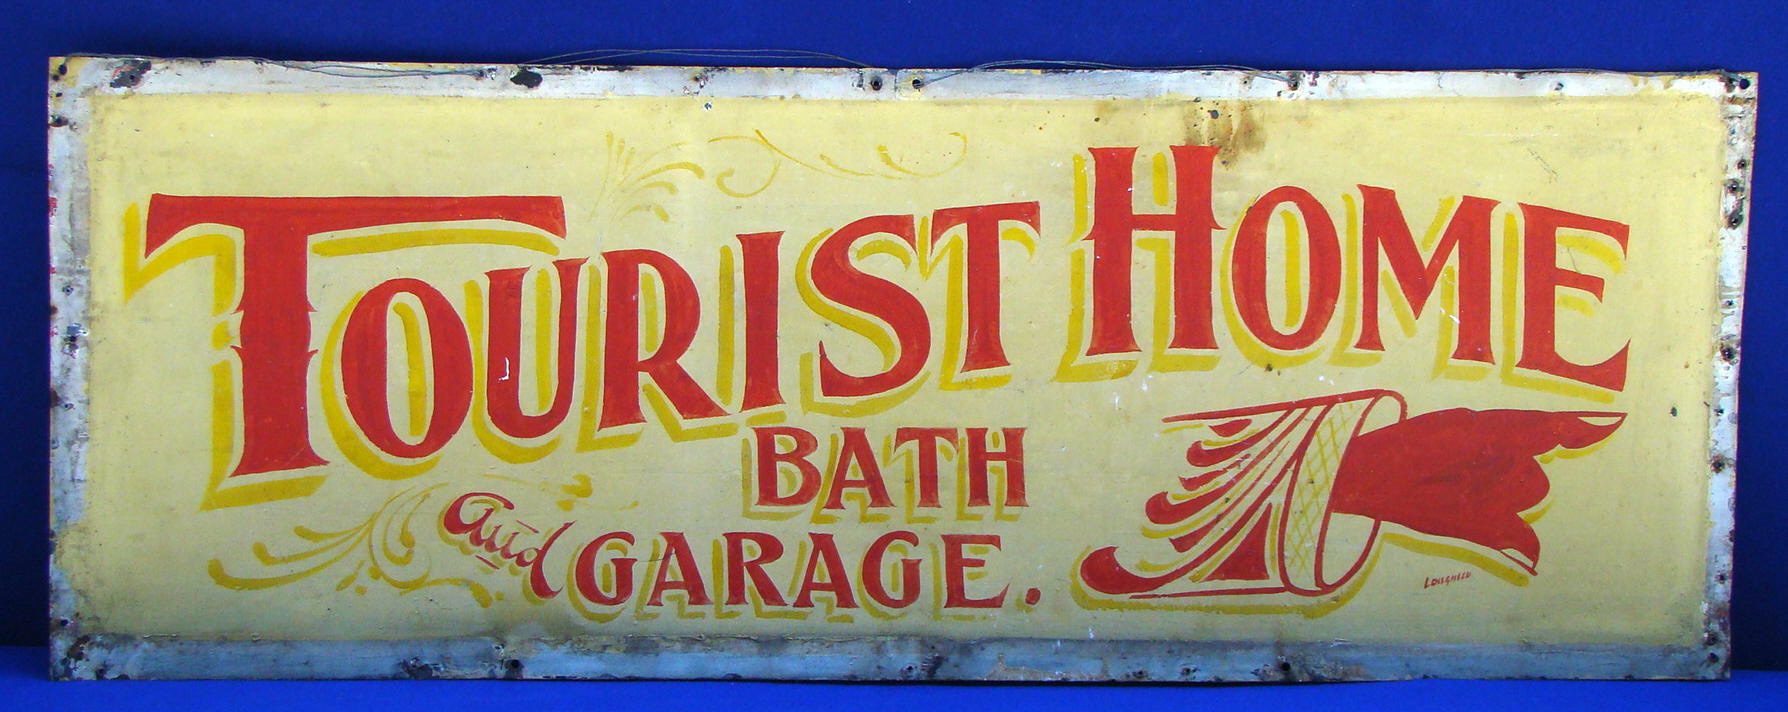 TOURIST HOME
BATH
and GARAGE.